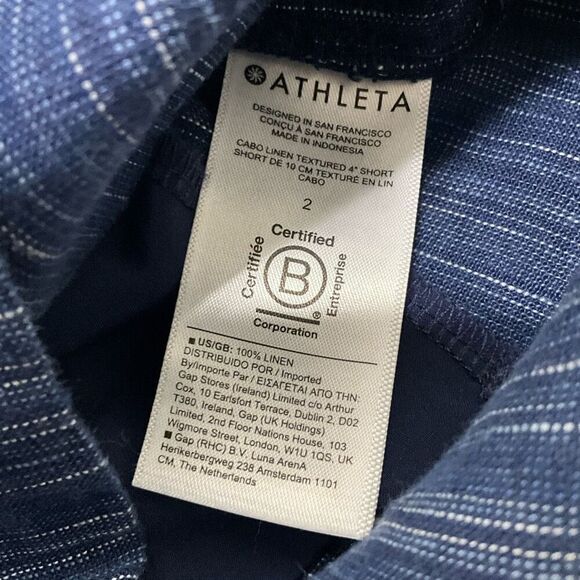 ATHLETA
DESIGNED IN SAN FRANCISCO
CONÇU À SAN FRANCISCO
MADE IN INDONESIA
CABO LINEN TEXTURED 4" SHORT
SHORT DE 10 CM TEXTURÉ EN LIN
CABO
2
Certified
Certifiée
B
Entreprise
®
Corporation
■ US/GB: 100% LINEN
DISTRIBUIDO POR / Imported
By/Importe Par / ΕΙΣΑΓΕΤΑΙ ΑΠΟ ΤΗΝ:
Gap Stores (Ireland) Limited c/o Arthur
Cox, 10 Earlsfort Terrace, Dublin 2, D02
T380, Ireland, Gap (UK Holdings)
Limited, 2nd Floor Nations House, 103
Wigmore Street, London, W1U 1QS, UK
■ Gap (RHC) B.V. Luna ArenA
Herikerbergweg 238 Amsterdam 1101
CM, The Netherlands